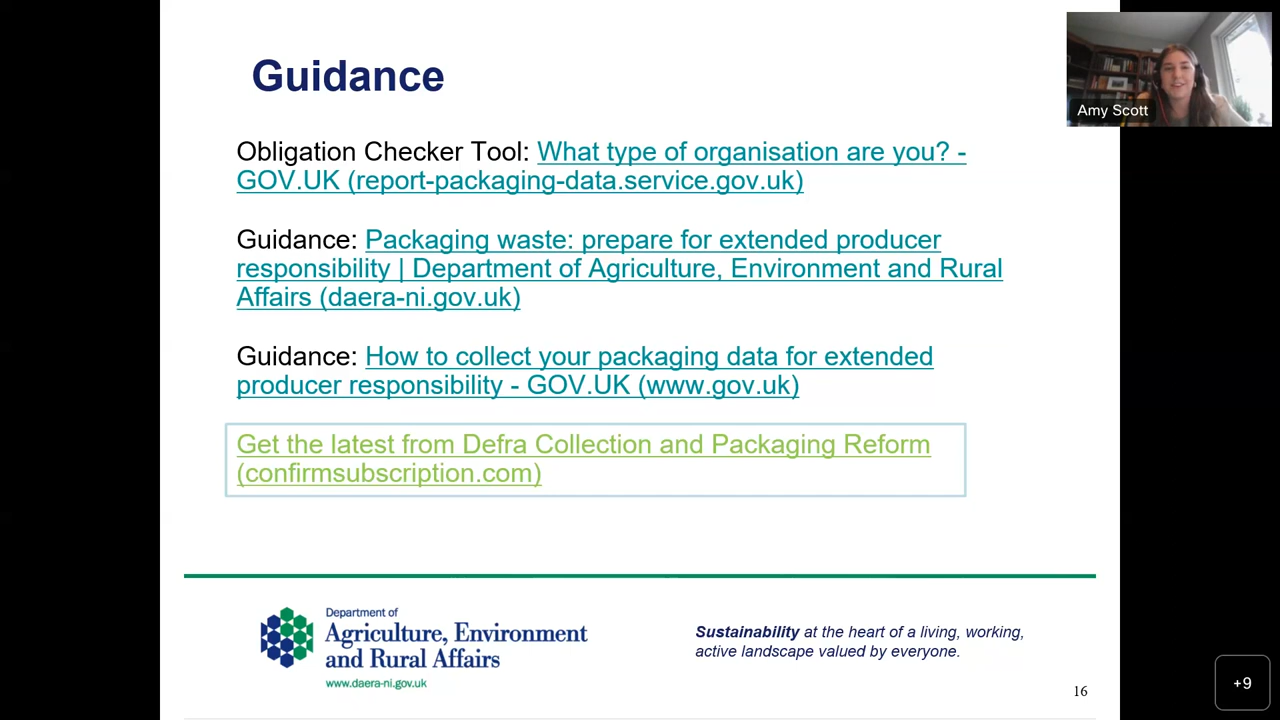 Guidance
Amy Scott
Obligation Checker Tool: What type of organisation are you? -
GOV.UK (report-packaging-data.service.gov.uk)
Guidance: Packaging waste: prepare for extended producer
responsibility | Department of Agriculture, Environment and Rural
Affairs (daera-ni.gov.uk)
Guidance: How to collect your packaging data for extended
producer responsibility - GOV.UK (www.gov.uk)
Get the latest from Defra Collection and Packaging Reform
(confirmsubscription.com)
Department of
Agriculture, Environment
and Rural Affairs
www.daera-ni.gov.uk
Sustainability at the heart of a living, working,
active landscape valued by everyone.
16
+9